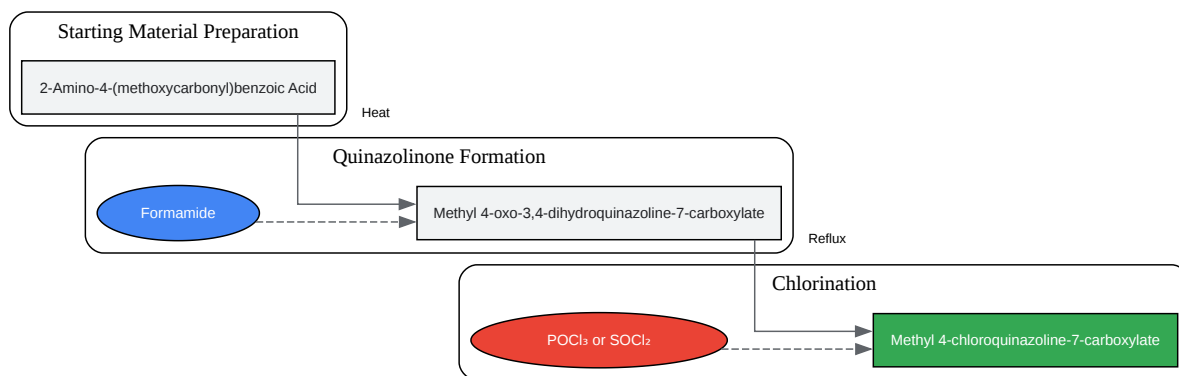 Starting Material Preparation
2-Amino-4-(methoxycarbonyl)benzoic Acid
Heat
Quinazolinone Formation
Formamide
Methyl 4-oxo-3,4-dihydroquinazoline-7-carboxylate
Reflux
Chlorination
POCl₃ or SOCl₂
Methyl 4-chloroquinazoline-7-carboxylate